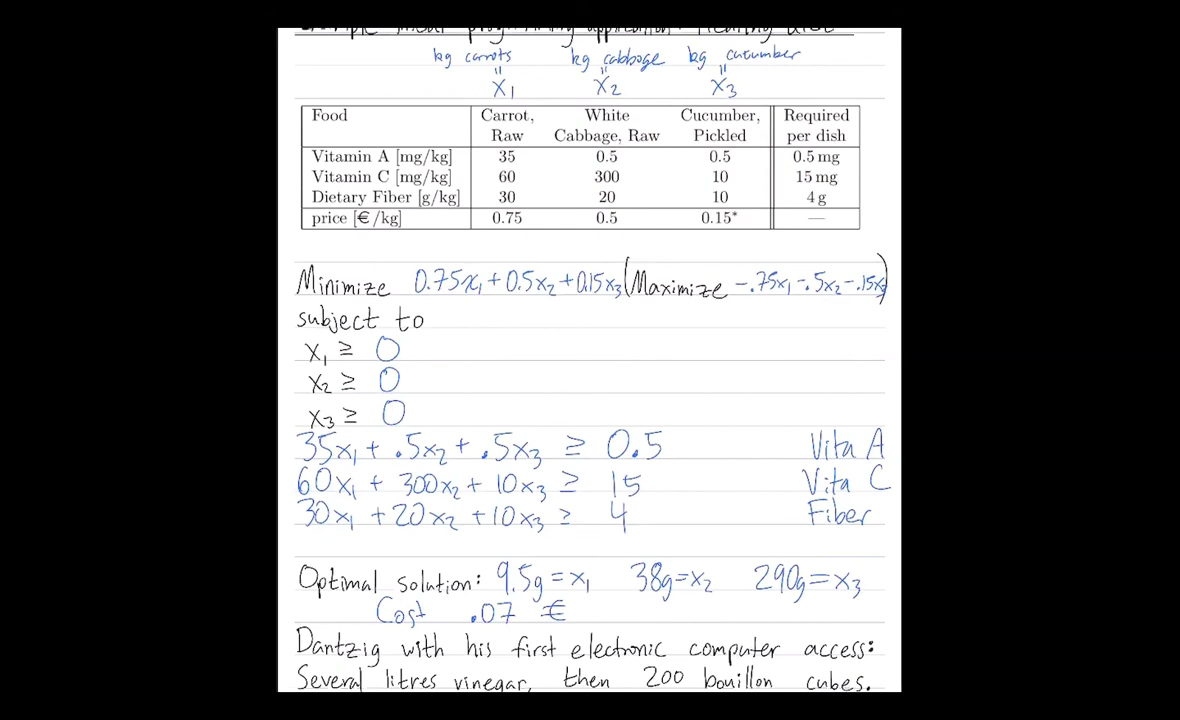 kg carrots kg cabbage kg cucumber
= = =
x₁ x₂ x₃
Food Carrot, Raw White Cabbage, Raw Cucumber, Pickled Required per dish
Vitamin A [mg/kg] 35 0.5 0.5 0.5 mg
Vitamin C [mg/kg] 60 300 10 15 mg
Dietary Fiber [g/kg] 30 20 10 4 g
price [€/kg] 0.75 0.5 0.15* —
Minimize 0.75x₁ + 0.5x₂ + 0.15x₃ (Maximize -.75x₁ - .5x₂ - .15x₃)
subject to
x₁ ≥ 0
x₂ ≥ 0
x₃ ≥ 0
35x₁ + .5x₂ + .5x₃ ≥ 0.5 Vita A
60x₁ + 300x₂ + 10x₃ ≥ 15 Vita C
30x₁ + 20x₂ + 10x₃ ≥ 4 Fiber
Optimal solution: 9.5g = x₁ 38g = x₂ 290g = x₃
Cost .07 €
Dantzig with his first electronic computer access:
Several litres vinegar, then 200 bouillon cubes.